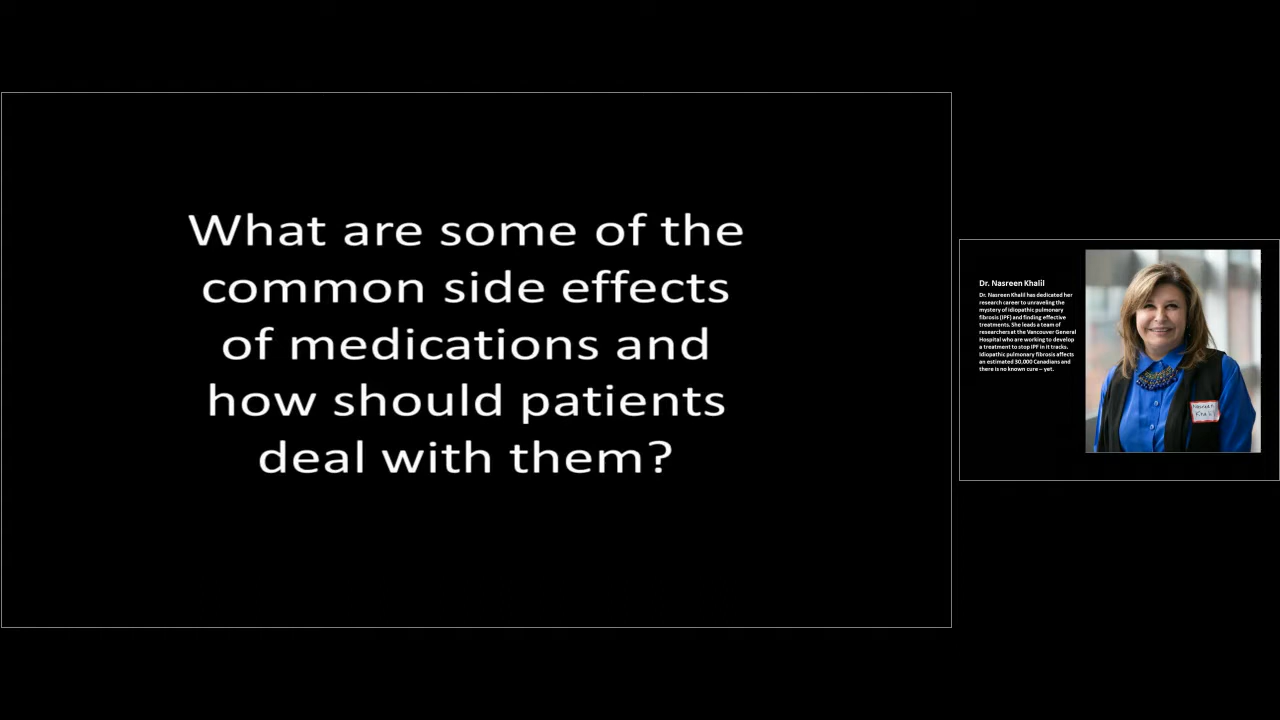 What are some of the
common side effects
of medications and
how should patients
deal with them?
Dr. Nasreen Khalil
Dr. Nasreen Khalil has dedicated her
research career to unraveling the
mystery of idiopathic pulmonary
fibrosis (IPF) and finding effective
treatments. She leads a team of
researchers at the Vancouver General
Hospital who are working to develop
a treatment to stop IPF in it tracks.
Idiopathic pulmonary fibrosis affects
an estimated 30,000 Canadians and
there is no known cure – yet.